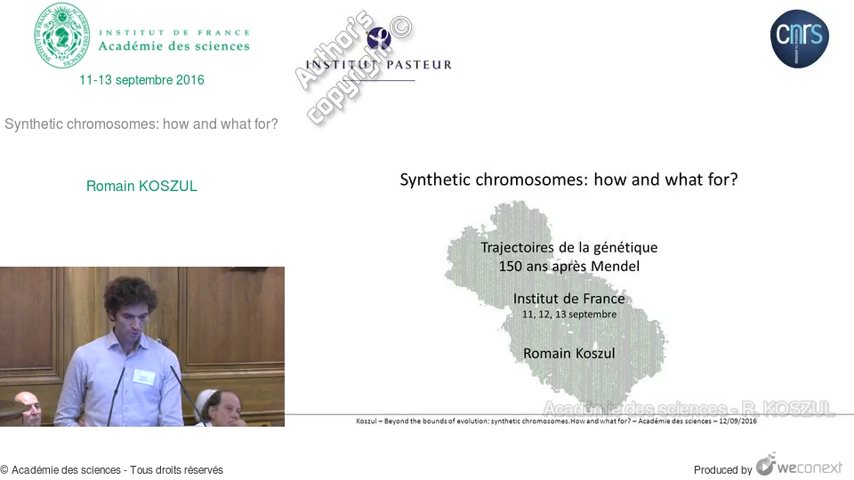 INSTITUT DE FRANCE
Académie des sciences
11-13 septembre 2016
Synthetic chromosomes: how and what for?
Romain KOSZUL
Author's
copyright ©
INSTITUT PASTEUR
cnrs
Synthetic chromosomes: how and what for?
Trajectoires de la génétique
150 ans après Mendel
Institut de France
11, 12, 13 septembre
Romain Koszul
Académie des sciences - R. KOSZUL
Koszul – Beyond the bounds of evolution: synthetic chromosomes.How and what for? – Académie des sciences – 12/09/2016
© Académie des sciences - Tous droits réservés
Produced by weconext